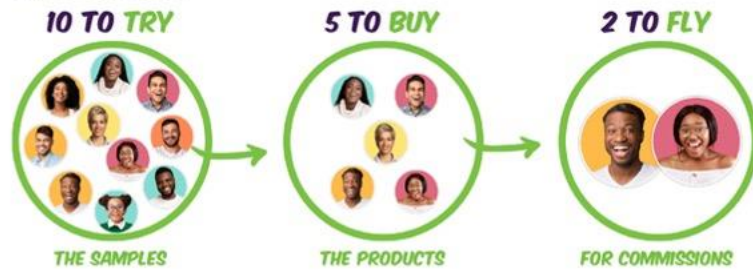 10 TO TRY
THE SAMPLES
5 TO BUY
THE PRODUCTS
2 TO FLY
FOR COMMISSIONS